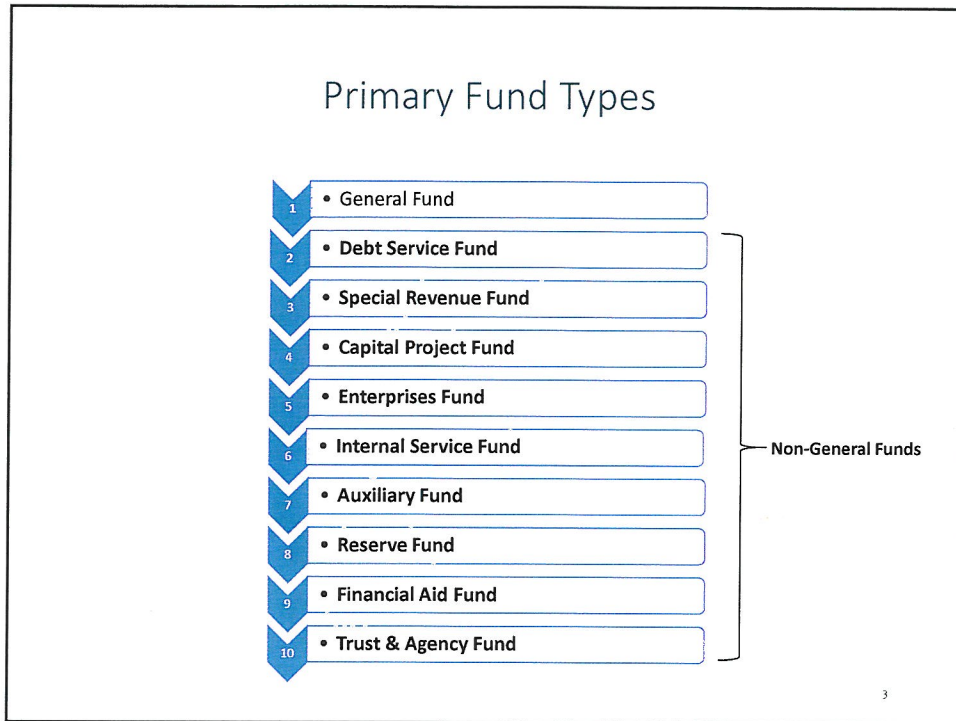 Primary Fund Types
1 • General Fund
2 • Debt Service Fund
3 • Special Revenue Fund
4 • Capital Project Fund
5 • Enterprises Fund
6 • Internal Service Fund
Non-General Funds
7 • Auxiliary Fund
8 • Reserve Fund
9 • Financial Aid Fund
10 • Trust & Agency Fund
3